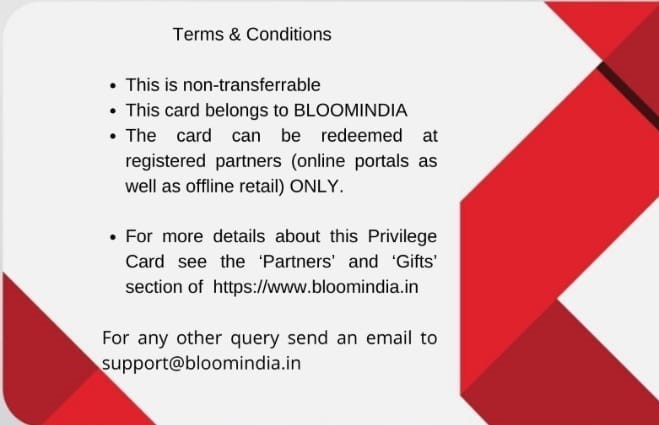 Terms & Conditions
• This is non-transferrable
• This card belongs to BLOOMINDIA
• The card can be redeemed at
registered partners (online portals as
well as offline retail) ONLY.
• For more details about this Privilege
Card see the ‘Partners’ and ‘Gifts’
section of https://www.bloomindia.in
For any other query send an email to
support@bloomindia.in